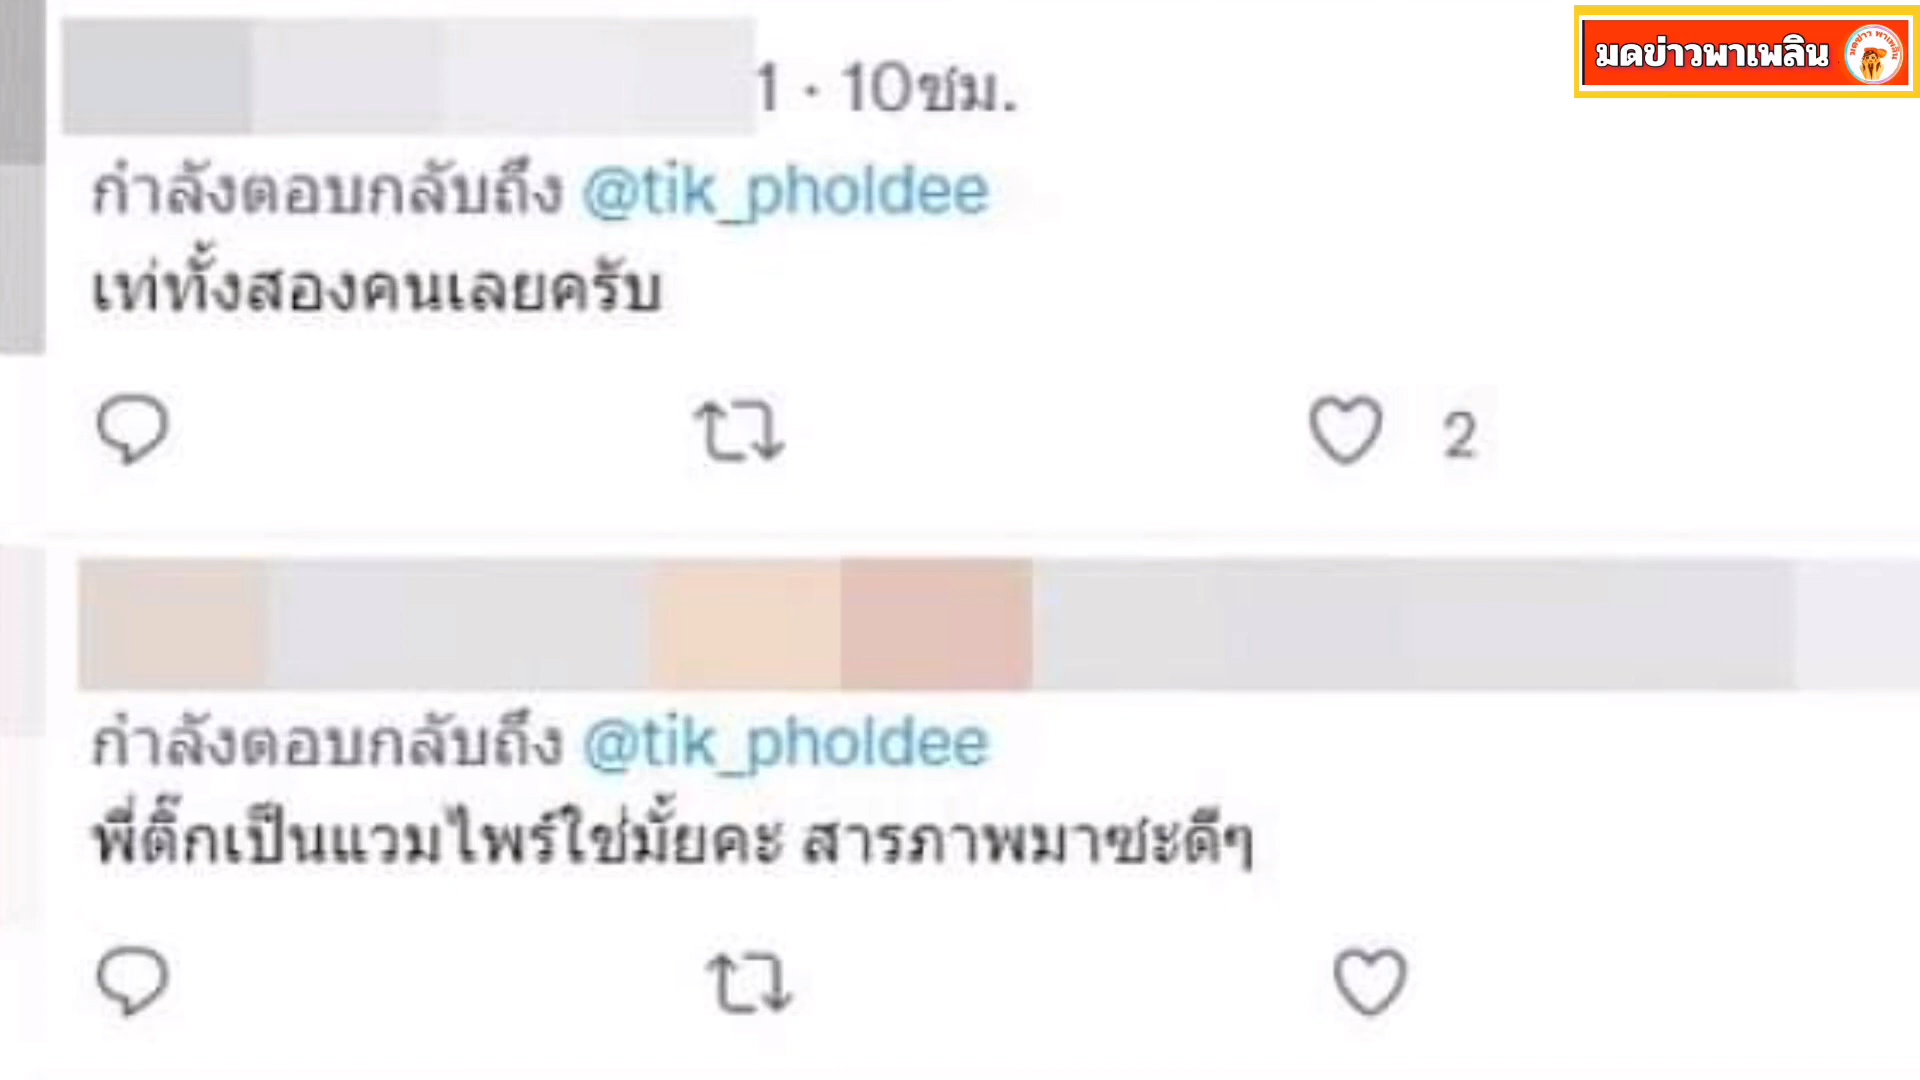 มดข่าวพาเพลิน
1 · 10ชม.
กำลังตอบกลับถึง @tik_pholdee
เท่ทั้งสองคนเลยครับ
2
กำลังตอบกลับถึง @tik_pholdee
พี่ติ๊กเป็นแวมไพร์ใช่มั้ยคะ สารภาพมาซะดีๆ